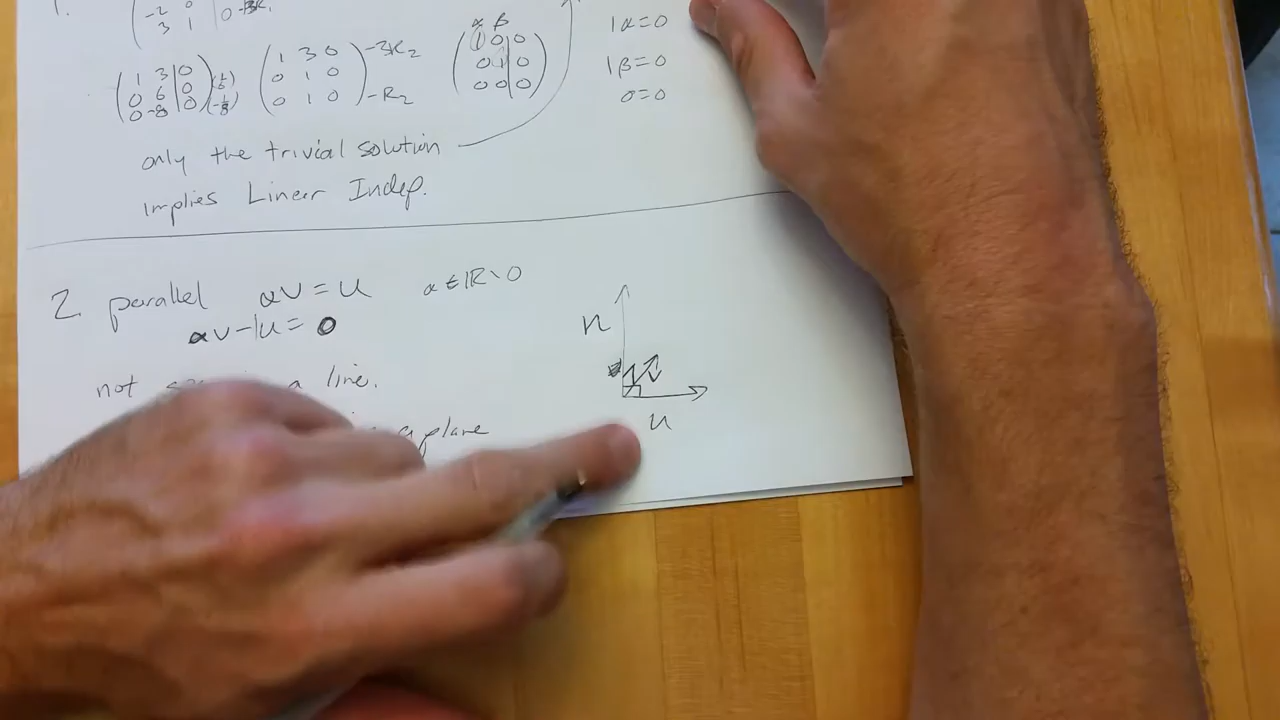 1.
-2 0 | 0
3 1 | 0
1 3 | 0
0 6 | 0
0 -8 | 0
1 3 0 -3R₂
0 1 0
0 1 0 -R₂
α β
1 0 | 0
0 1 | 0
0 0 | 0
1α=0
1β=0
0=0
only the trivial solution
implies Linear Indep.
2. parallel αv = u α∈ℝ\0
αv-1u= 0
not a line.
plane
n
v
u